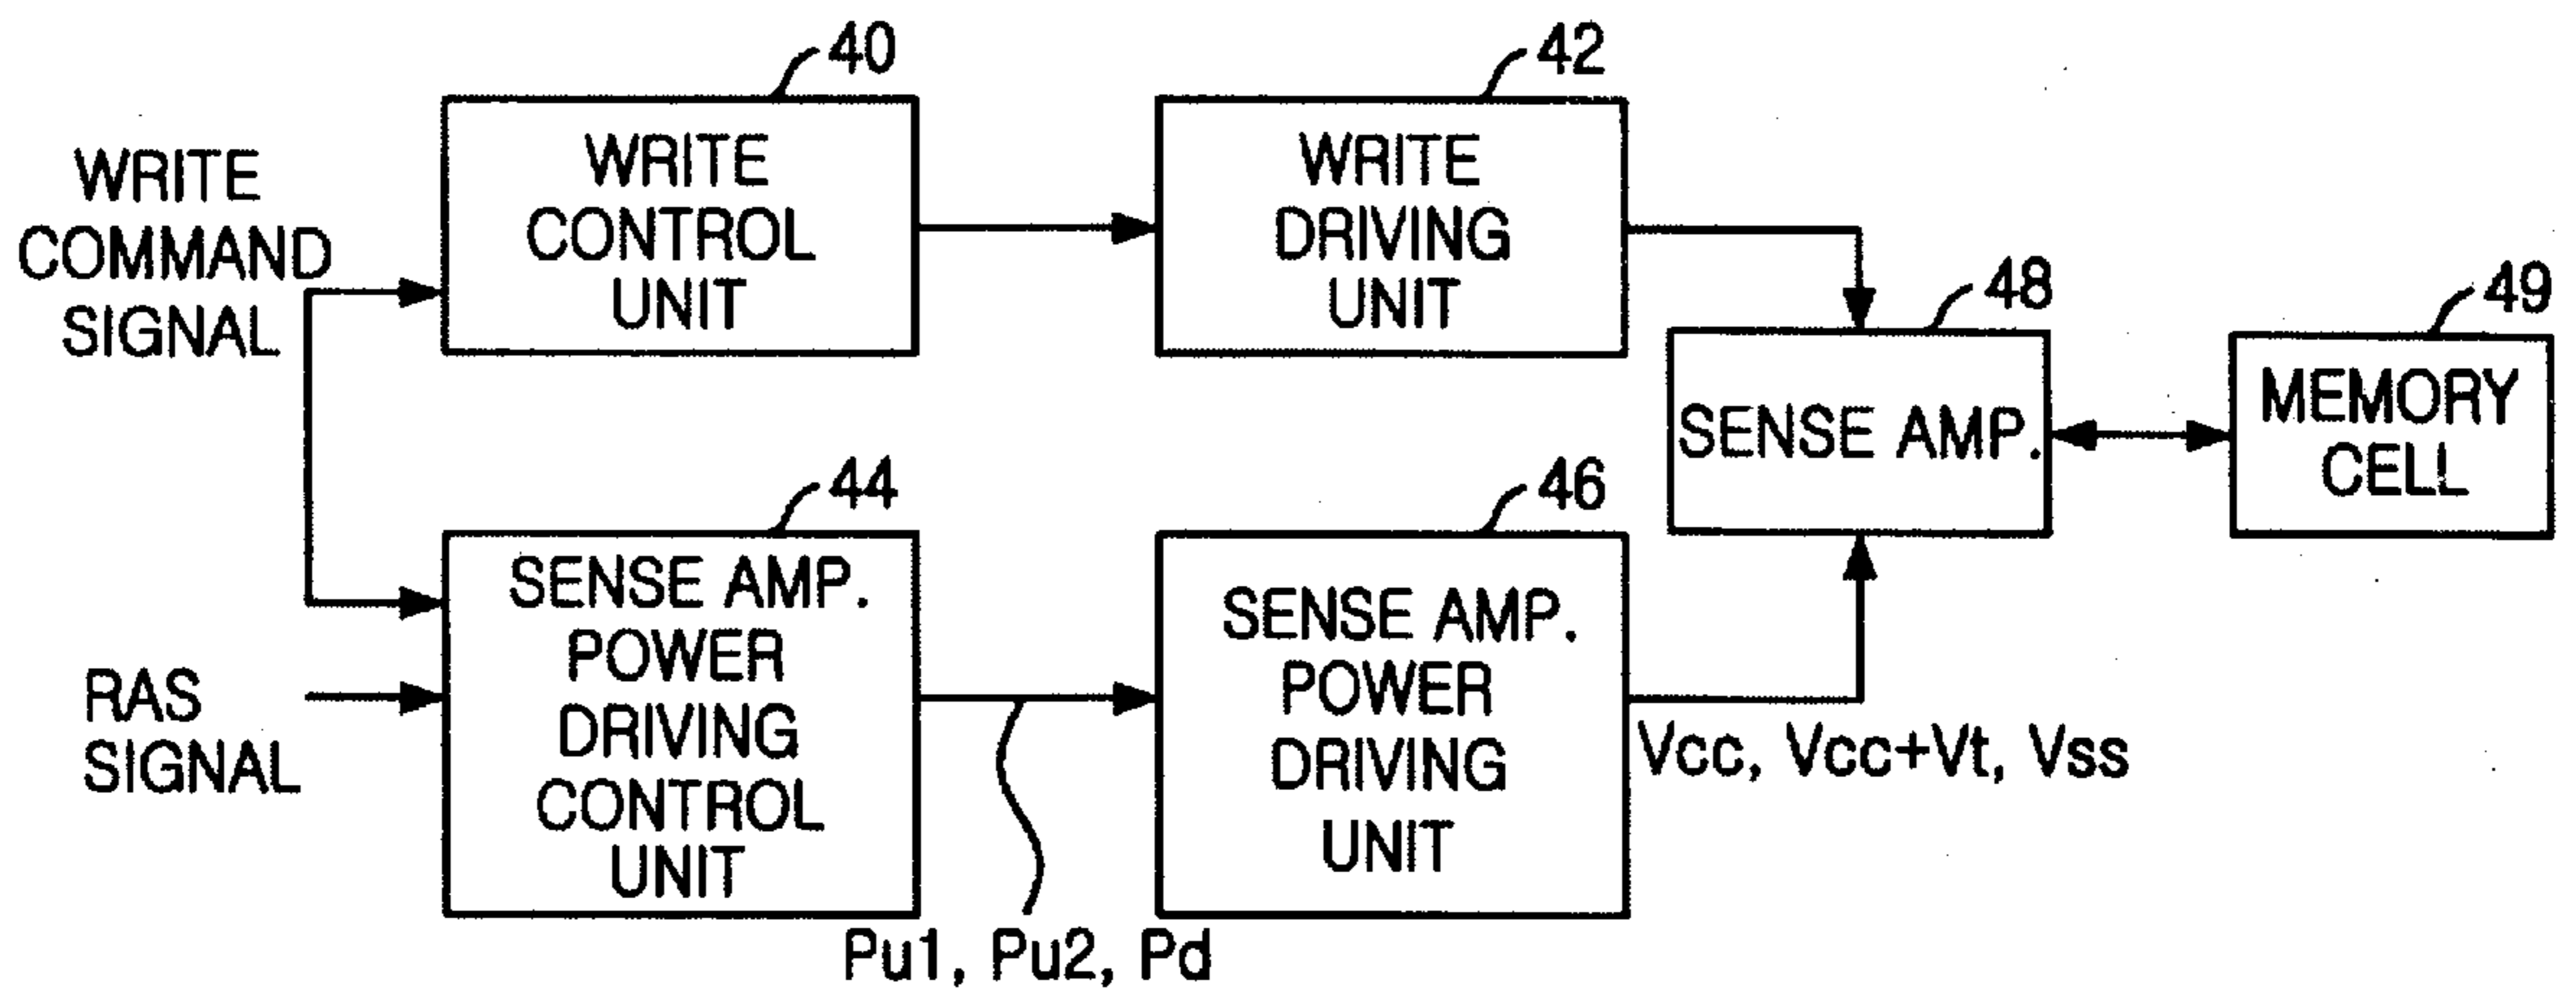 40
42
WRITE
COMMAND
SIGNAL
WRITE
CONTROL
UNIT
WRITE
DRIVING
UNIT
48
49
SENSE AMP.
MEMORY
CELL
44
46
RAS
SIGNAL
SENSE AMP.
POWER
DRIVING
CONTROL
UNIT
SENSE AMP.
POWER
DRIVING
UNIT
Vcc, Vcc+Vt, Vss
Pu1, Pu2, Pd